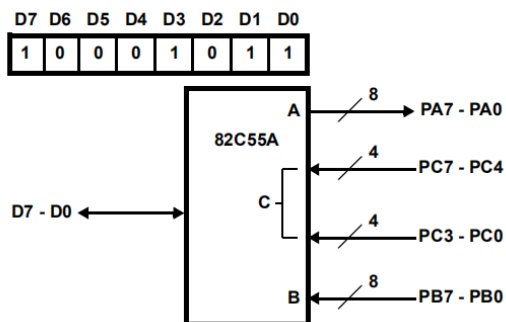 D7 D6 D5 D4 D3 D2 D1 D0
1 0 0 0 1 0 1 1
8
A
PA7 - PA0
82C55A
4
PC7 - PC4
C
D7 - D0
4
PC3 - PC0
8
B
PB7 - PB0